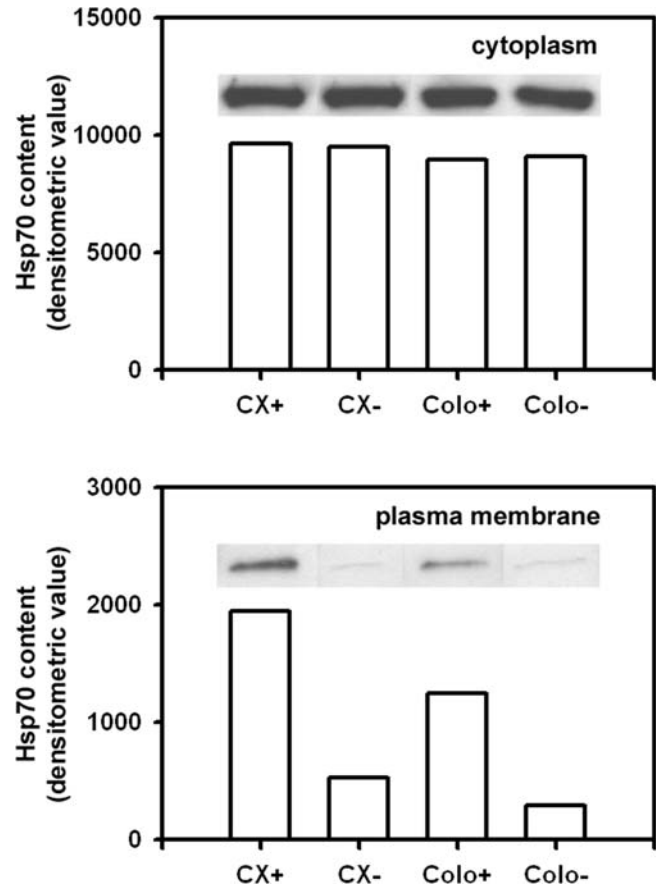 15000
cytoplasm
10000
5000
0
Hsp70 content
(densitometric value)
CX+ CX- Colo+ Colo-
3000
plasma membrane
2000
1000
0
Hsp70 content
(densitometric value)
CX+ CX- Colo+ Colo-